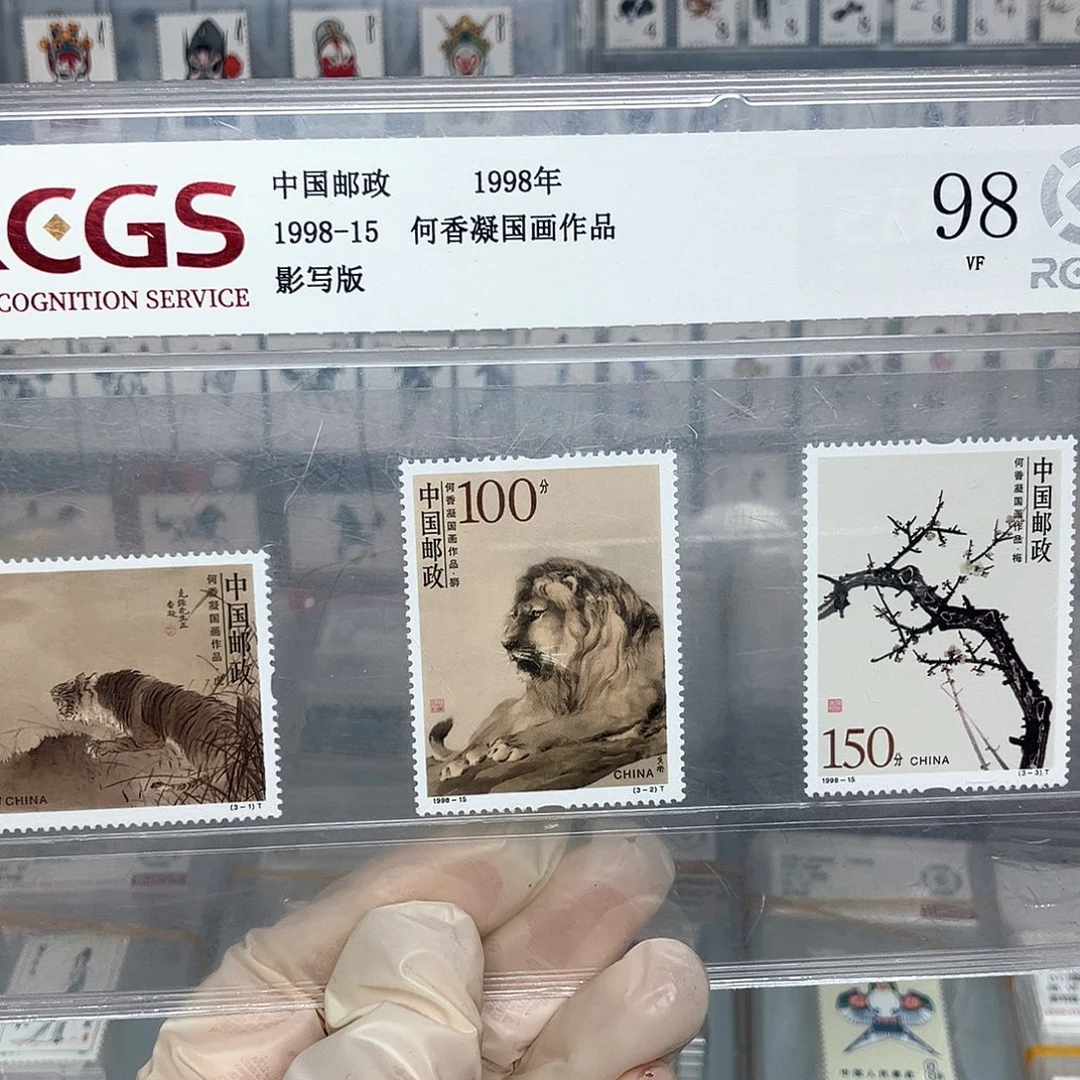 CGS
COGNITION SERVICE
中国邮政 1998年
1998-15 何香凝国画作品
影写版
98
VF
中国邮政
何香凝国画作品·虎
CHINA
(3-1)T
中国邮政
何香凝国画作品·狮
100分
CHINA
1998-15
(3-2)T
中国邮政
何香凝国画作品·梅
150分 CHINA
1998-15
(3-3)T